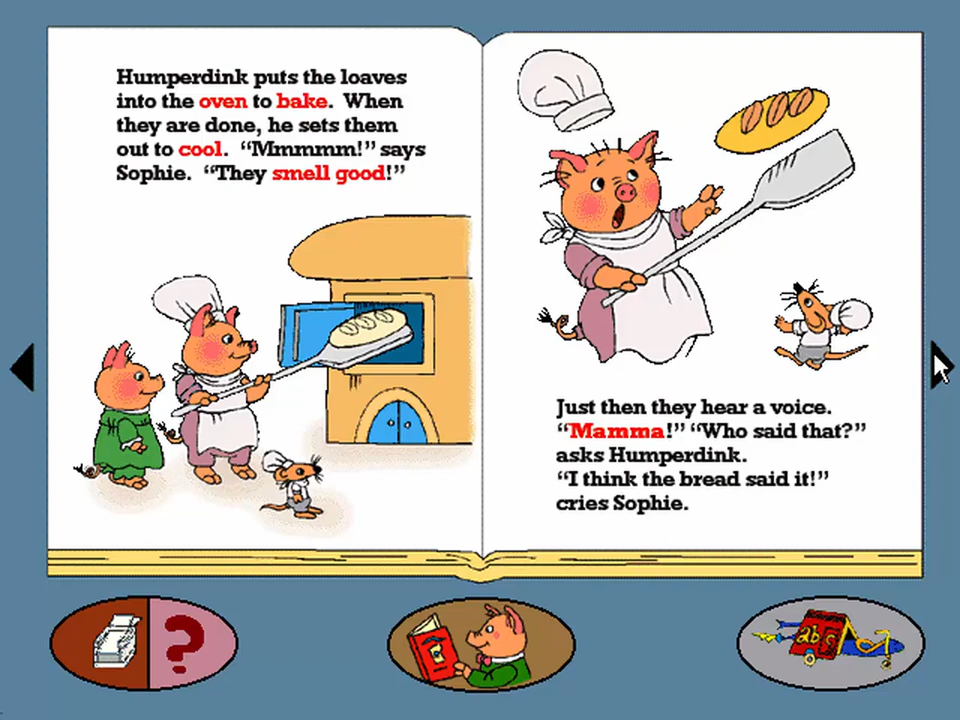 Humperdink puts the loaves
into the oven to bake. When
they are done, he sets them
out to cool. “Mmmmm!” says
Sophie. “They smell good!”
Just then they hear a voice.
“Mamma!” “Who said that?”
asks Humperdink.
“I think the bread said it!”
cries Sophie.
?
abc